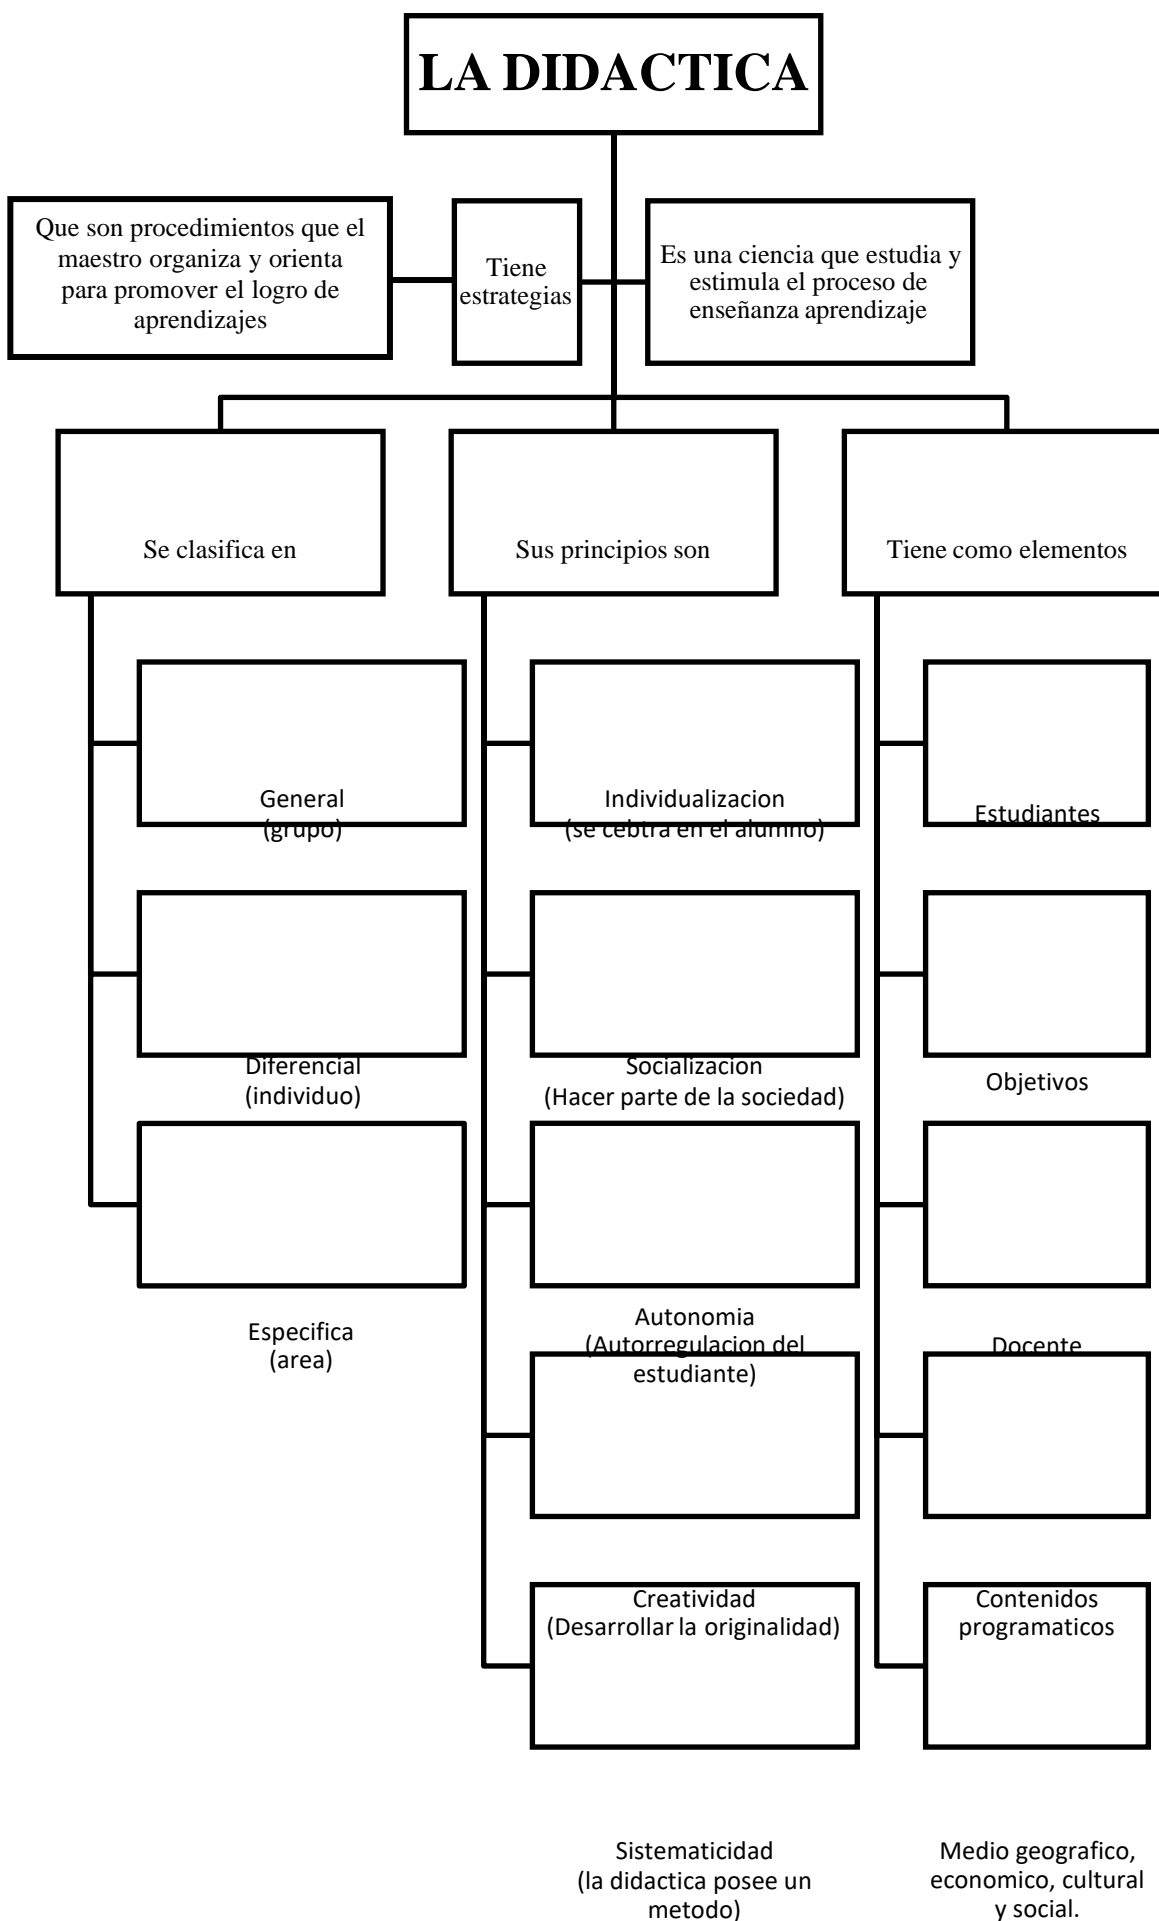 LA DIDACTICA
Que son procedimientos que el
maestro organiza y orienta
para promover el logro de
aprendizajes
Tiene
estrategias
Es una ciencia que estudia y
estimula el proceso de
enseñanza aprendizaje
Se clasifica en
Sus principios son
Tiene como elementos
General
(grupo)
Individualizacion
(se cebtra en el alumno)
Estudiantes
Diferencial
(individuo)
Socializacion
(Hacer parte de la sociedad)
Objetivos
Especifica
(area)
Autonomia
(Autorregulacion del
estudiante)
Docente
Creatividad
(Desarrollar la originalidad)
Contenidos
programaticos
Sistematicidad
(la didactica posee un
metodo)
Medio geografico,
economico, cultural
y social.